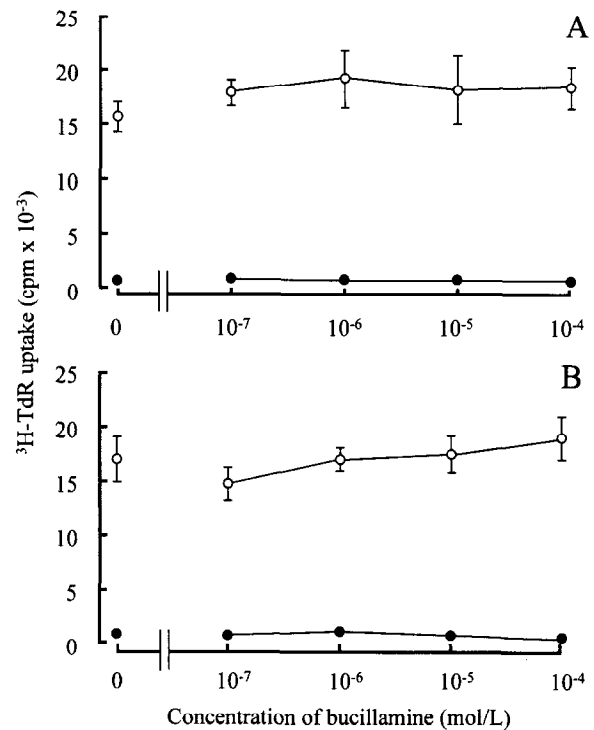 A
25
20
15
10
5
0
0 10⁻⁷ 10⁻⁶ 10⁻⁵ 10⁻⁴
³H-TdR uptake (cpm x 10⁻³)
B
25
20
15
10
5
0
0 10⁻⁷ 10⁻⁶ 10⁻⁵ 10⁻⁴
Concentration of bucillamine (mol/L)